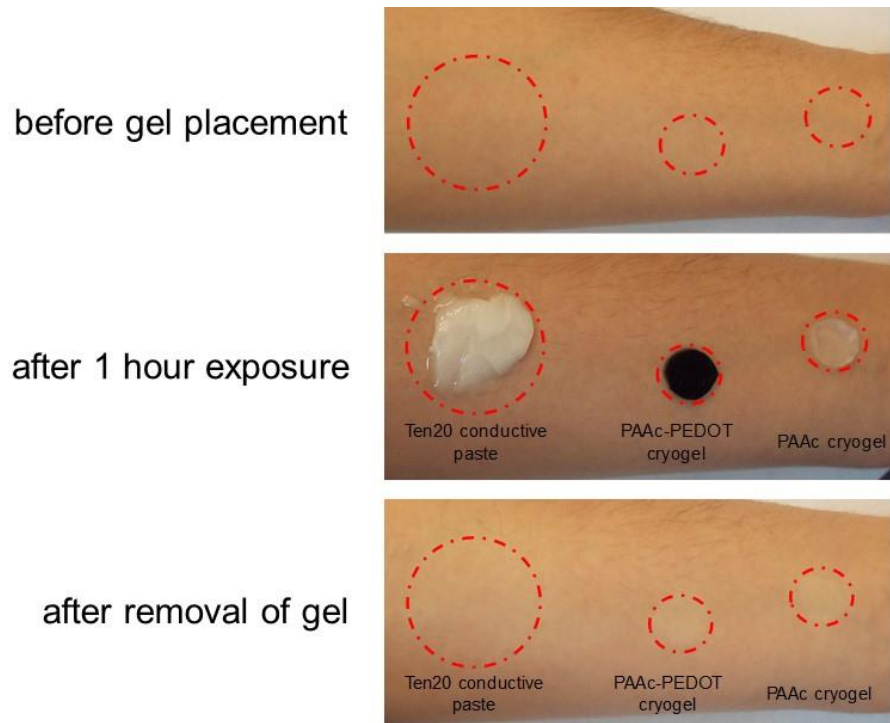 before gel placement
after 1 hour exposure
Ten20 conductive
paste
PAAc-PEDOT
cryogel
PAAc cryogel
after removal of gel
Ten20 conductive
paste
PAAc-PEDOT
cryogel
PAAc cryogel